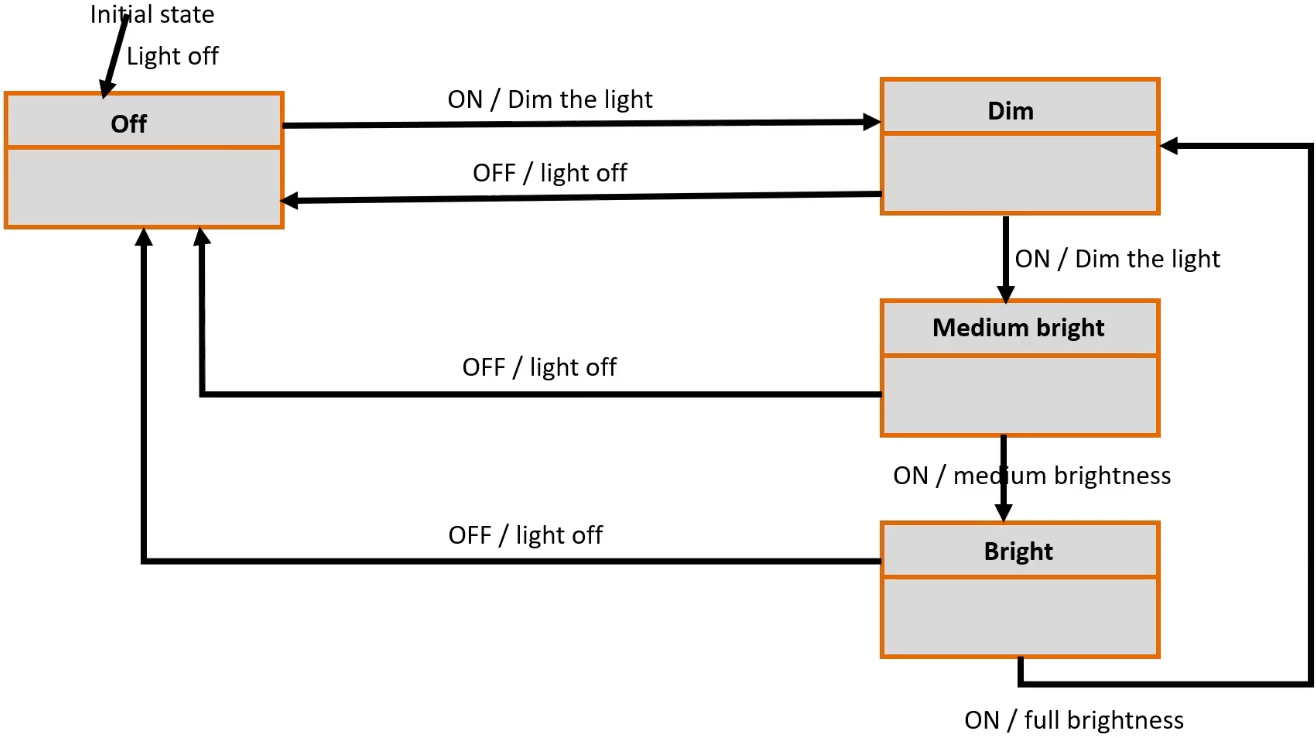 Initial state
Light off
Off
ON / Dim the light
Dim
OFF / light off
ON / Dim the light
Medium bright
OFF / light off
ON / medium brightness
OFF / light off
Bright
ON / full brightness